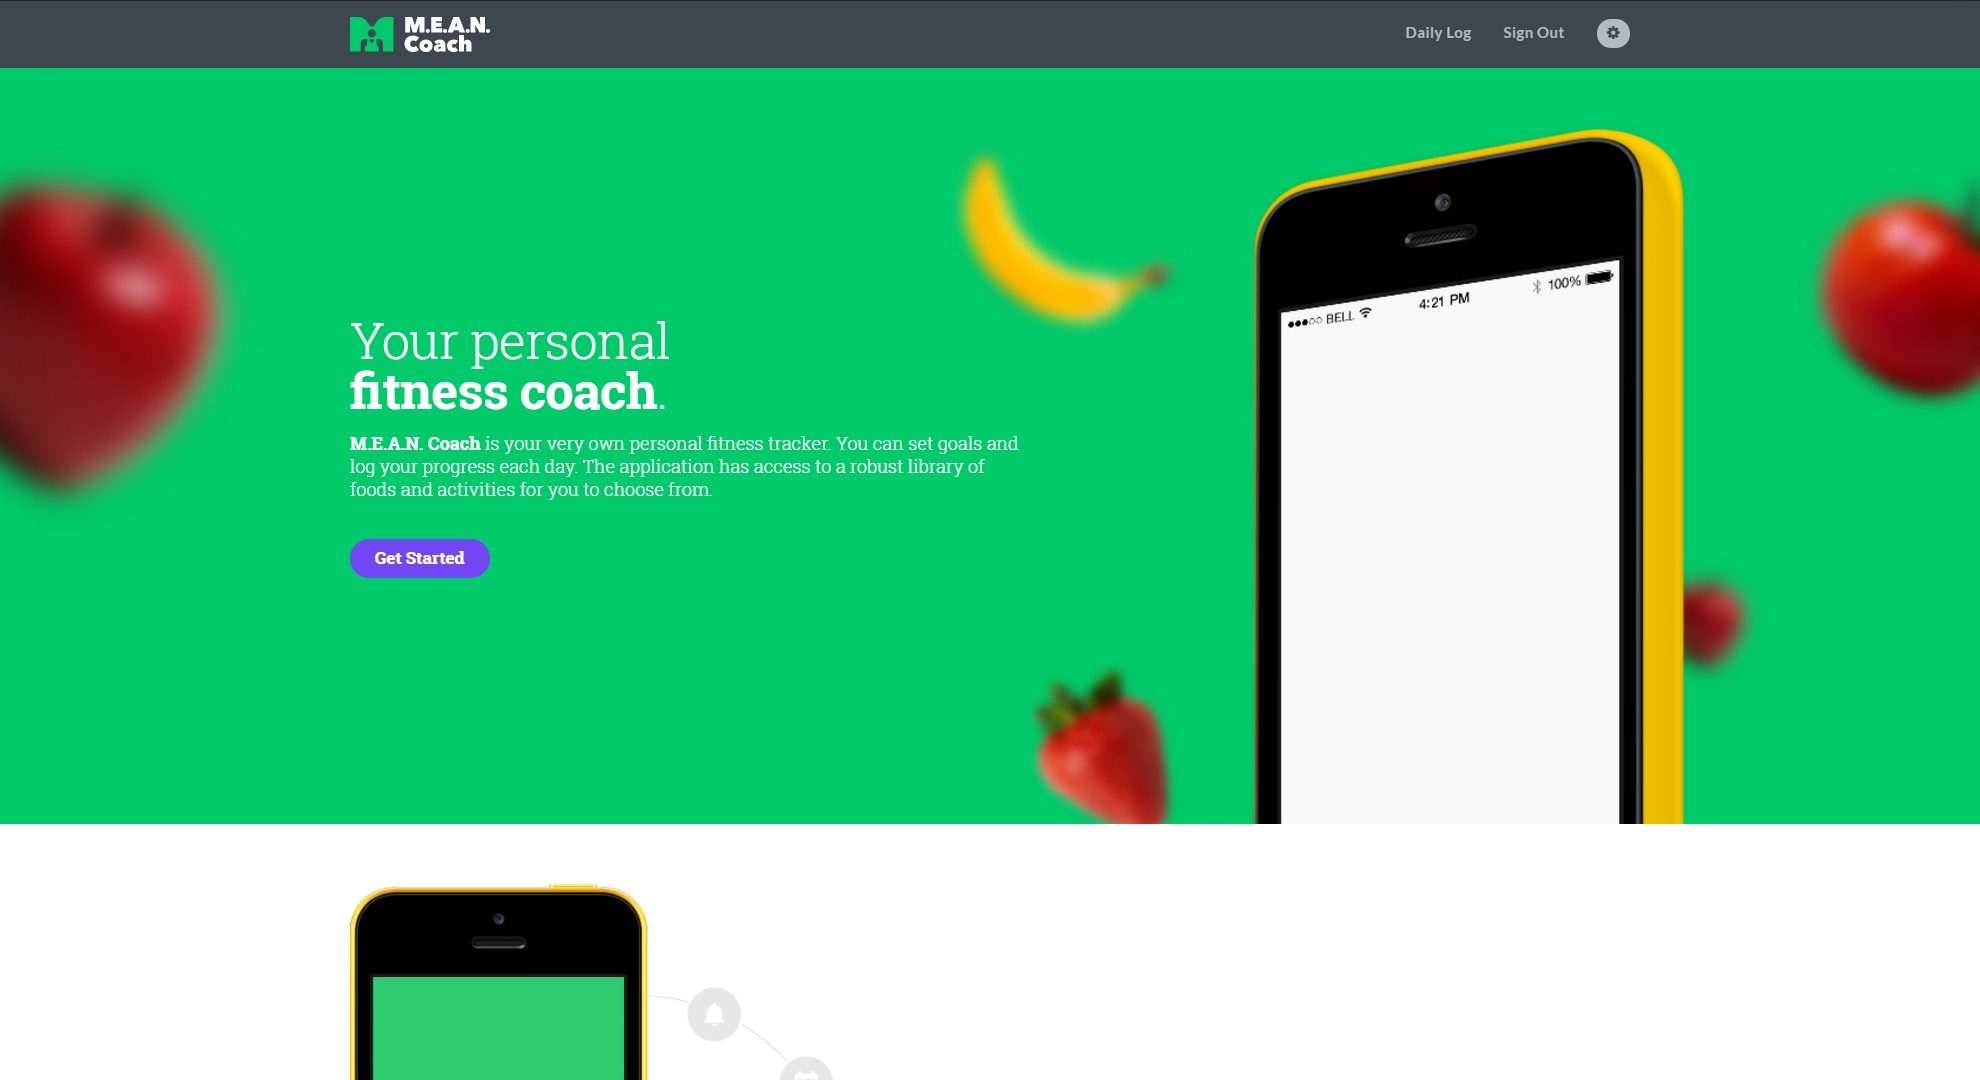 M.E.A.N.
Coach
Daily Log
Sign Out
Your personal
fitness coach.
M.E.A.N. Coach is your very own personal fitness tracker. You can set goals and
log your progress each day. The application has access to a robust library of
foods and activities for you to choose from.
Get Started
BELL 4:21 PM 100%